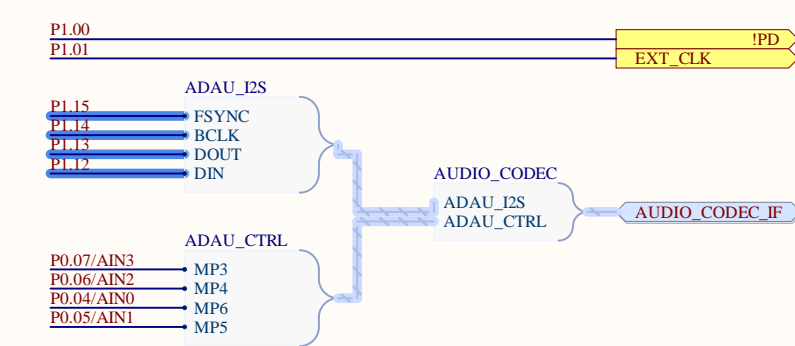 P1.00
!PD
P1.01
EXT_CLK
ADAU_I2S
P1.15
FSYNC
P1.14
BCLK
P1.13
DOUT
P1.12
DIN
AUDIO_CODEC
ADAU_I2S
ADAU_CTRL
AUDIO_CODEC_IF
ADAU_CTRL
P0.07/AIN3
MP3
P0.06/AIN2
MP4
P0.04/AIN0
MP6
P0.05/AIN1
MP5